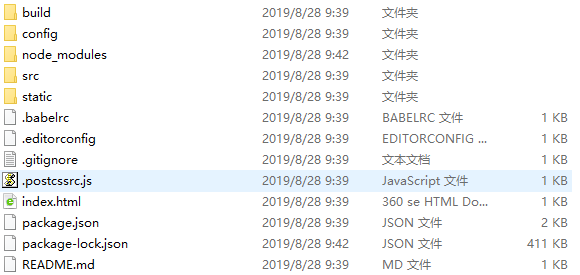 build 2019/8/28 9:39 文件夹
config 2019/8/28 9:39 文件夹
node_modules 2019/8/28 9:42 文件夹
src 2019/8/28 9:39 文件夹
static 2019/8/28 9:39 文件夹
.babelrc 2019/8/28 9:39 BABELRC 文件 1 KB
.editorconfig 2019/8/28 9:39 EDITORCONFIG ... 1 KB
.gitignore 2019/8/28 9:39 文本文档 1 KB
.postcssrc.js 2019/8/28 9:39 JavaScript 文件 1 KB
index.html 2019/8/28 9:39 360 se HTML Do... 1 KB
package.json 2019/8/28 9:39 JSON 文件 2 KB
package-lock.json 2019/8/28 9:42 JSON 文件 411 KB
README.md 2019/8/28 9:39 MD 文件 1 KB